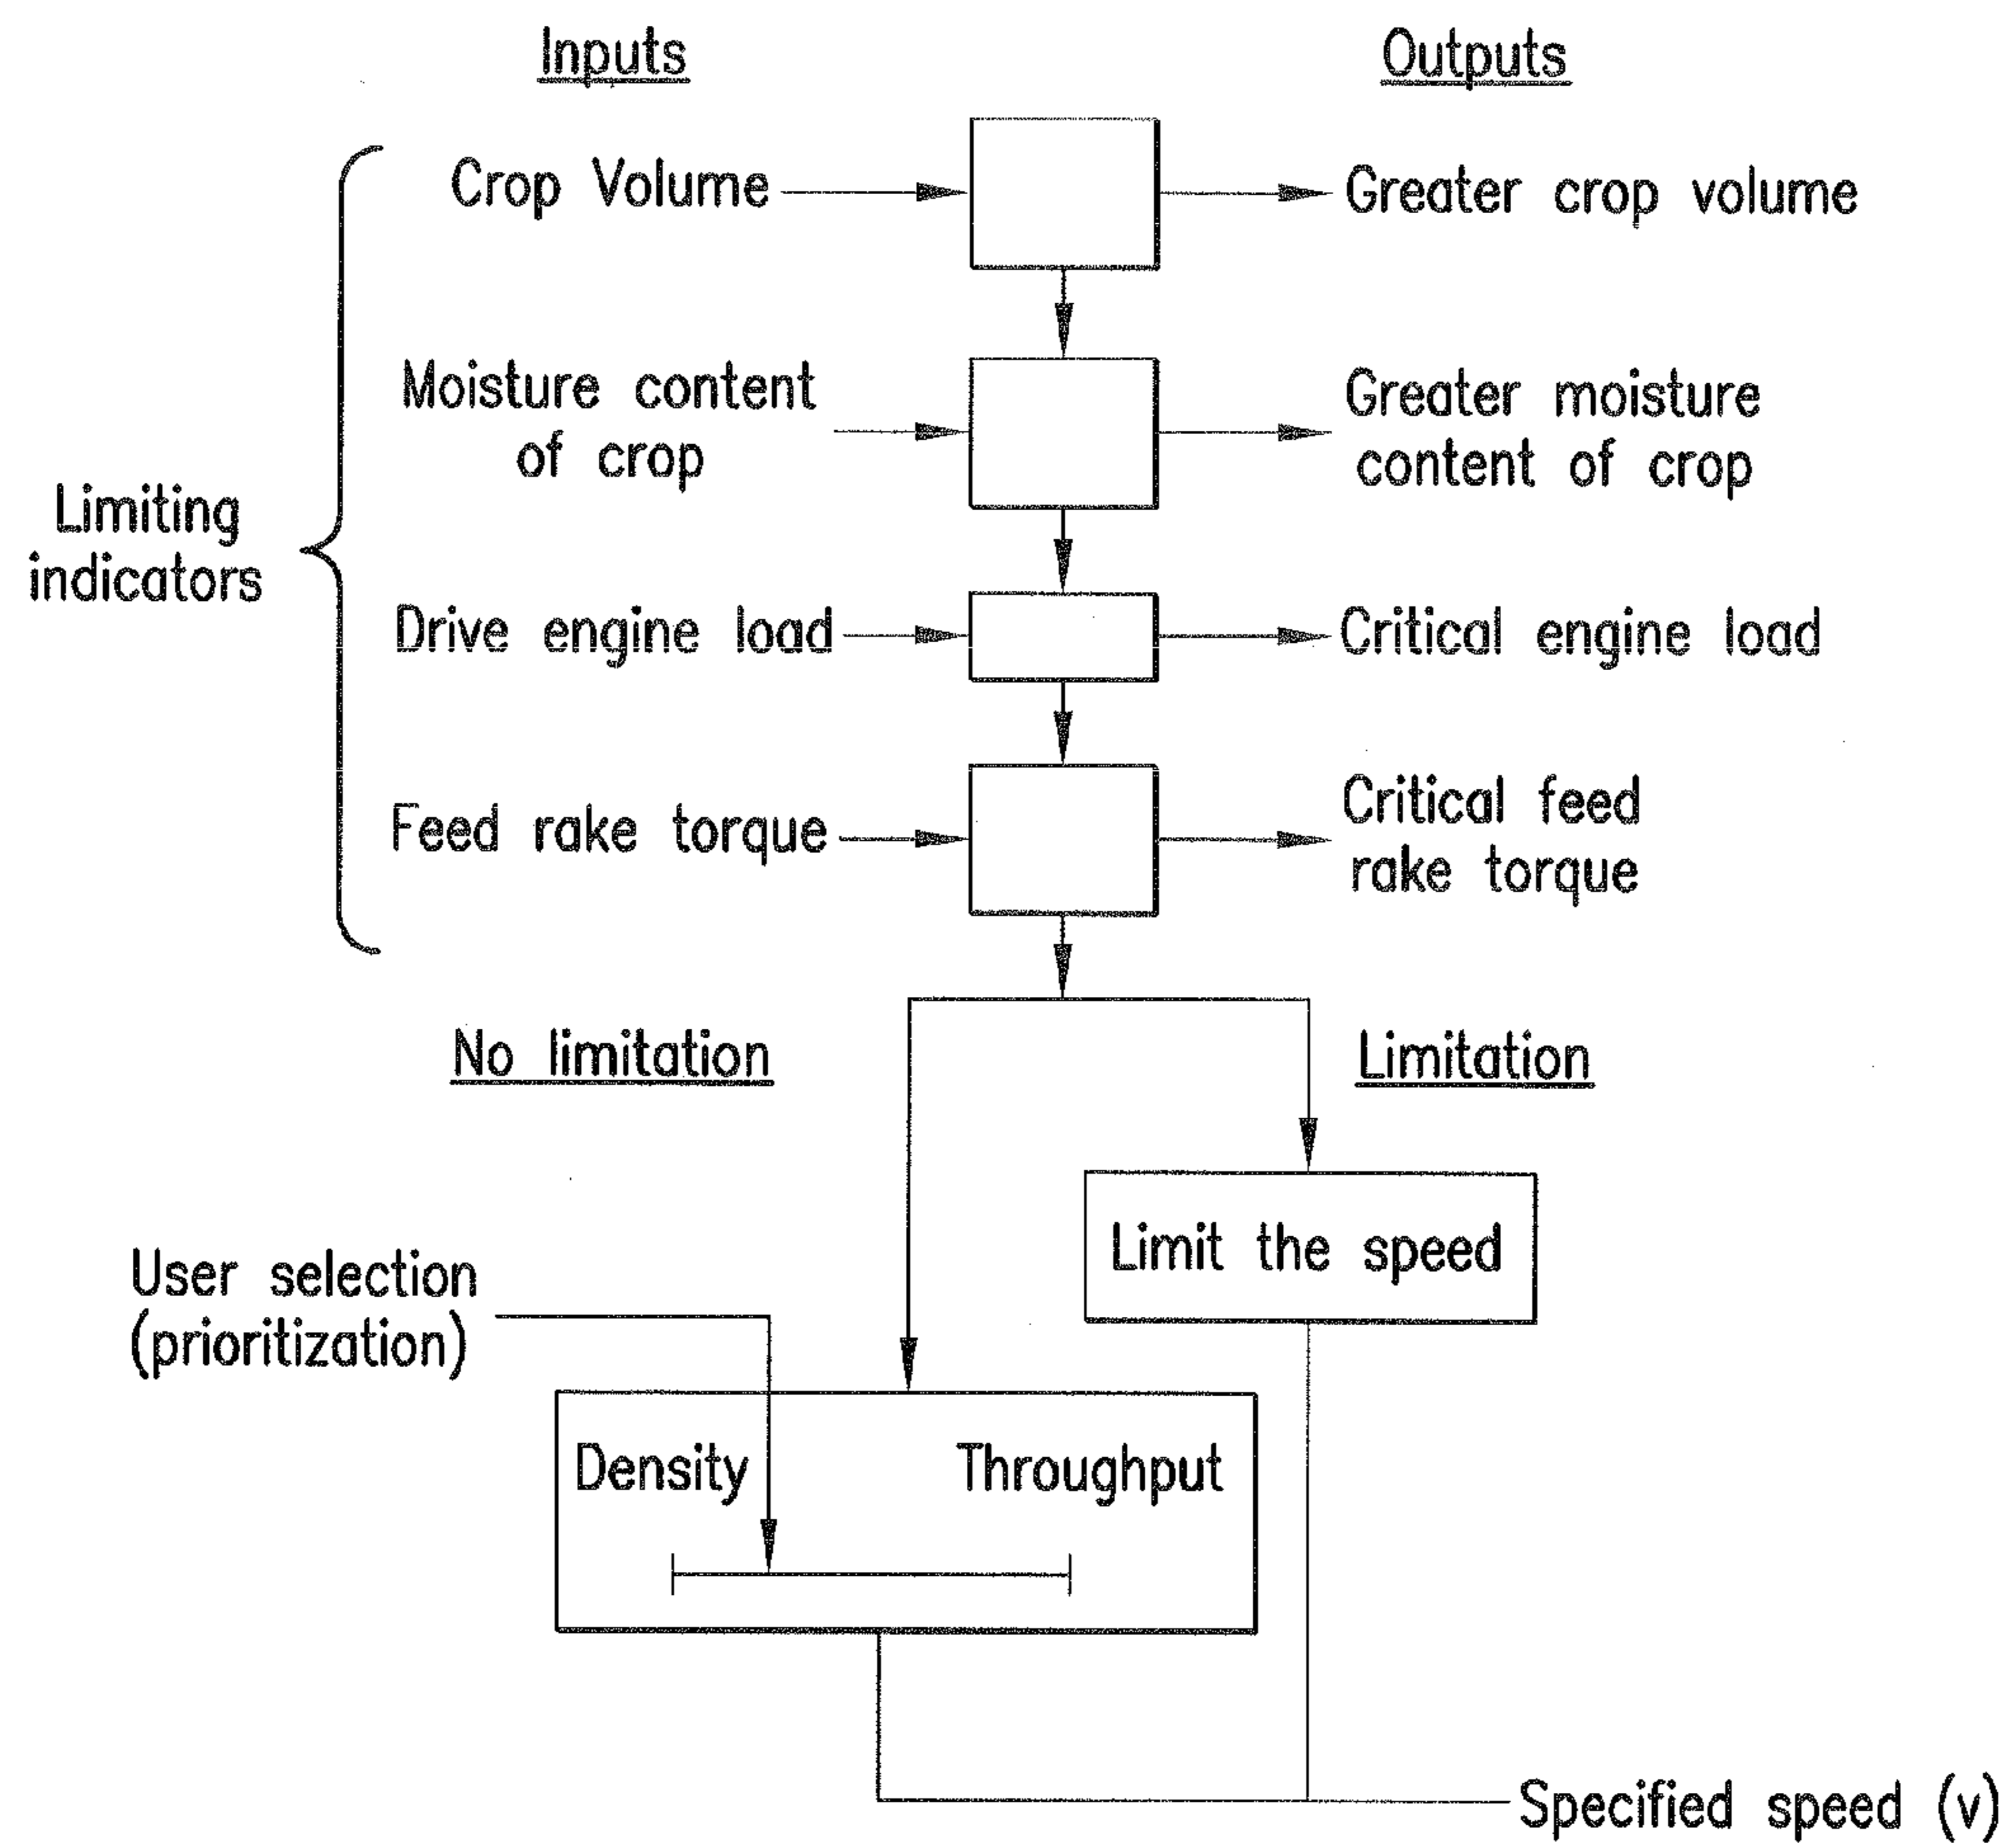 Inputs
Outputs
Crop Volume
Greater crop volume
Moisture content
of crop
Greater moisture
content of crop
Limiting
indicators
Drive engine load
Critical engine load
Feed rake torque
Critical feed
rake torque
No limitation
Limitation
Limit the speed
User selection
(prioritization)
Density
Throughput
Specified speed (v)